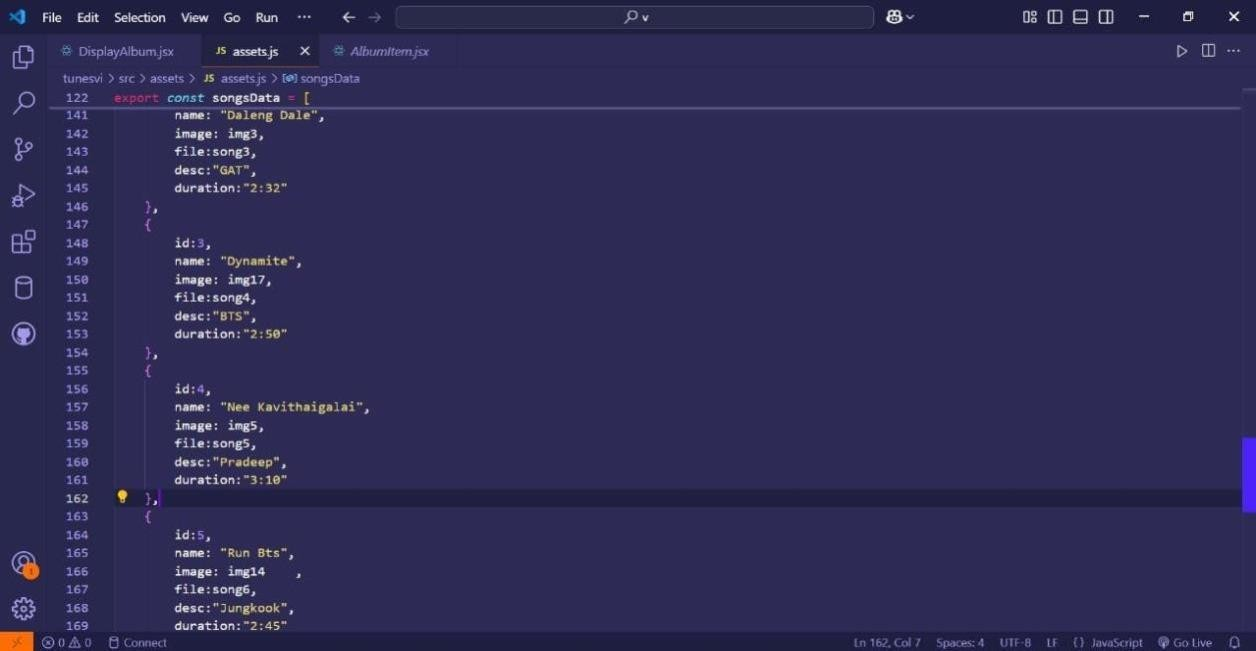 File Edit Selection View Go Run ··· v
DisplayAlbum.jsx JS assets.js AlbumItem.jsx
tunesvi > src > assets > JS assets.js > songsData
122 export const songsData = [
141 name: "Daleng Dale",
142 image: img3,
143 file:song3,
144 desc:"GAT",
145 duration:"2:32"
146 },
147 {
148 id:3,
149 name: "Dynamite",
150 image: img17,
151 file:song4,
152 desc:"BTS",
153 duration:"2:50"
154 },
155 {
156 id:4,
157 name: "Nee Kavithaigalai",
158 image: img5,
159 file:song5,
160 desc:"Pradeep",
161 duration:"3:10"
162 },
163 {
164 id:5,
165 name: "Run Bts",
166 image: img14    ,
167 file:song6,
168 desc:"Jungkook",
169 duration:"2:45"
1
0 0 Connect Ln 162, Col 7 Spaces: 4 UTF-8 LF {} JavaScript Go Live